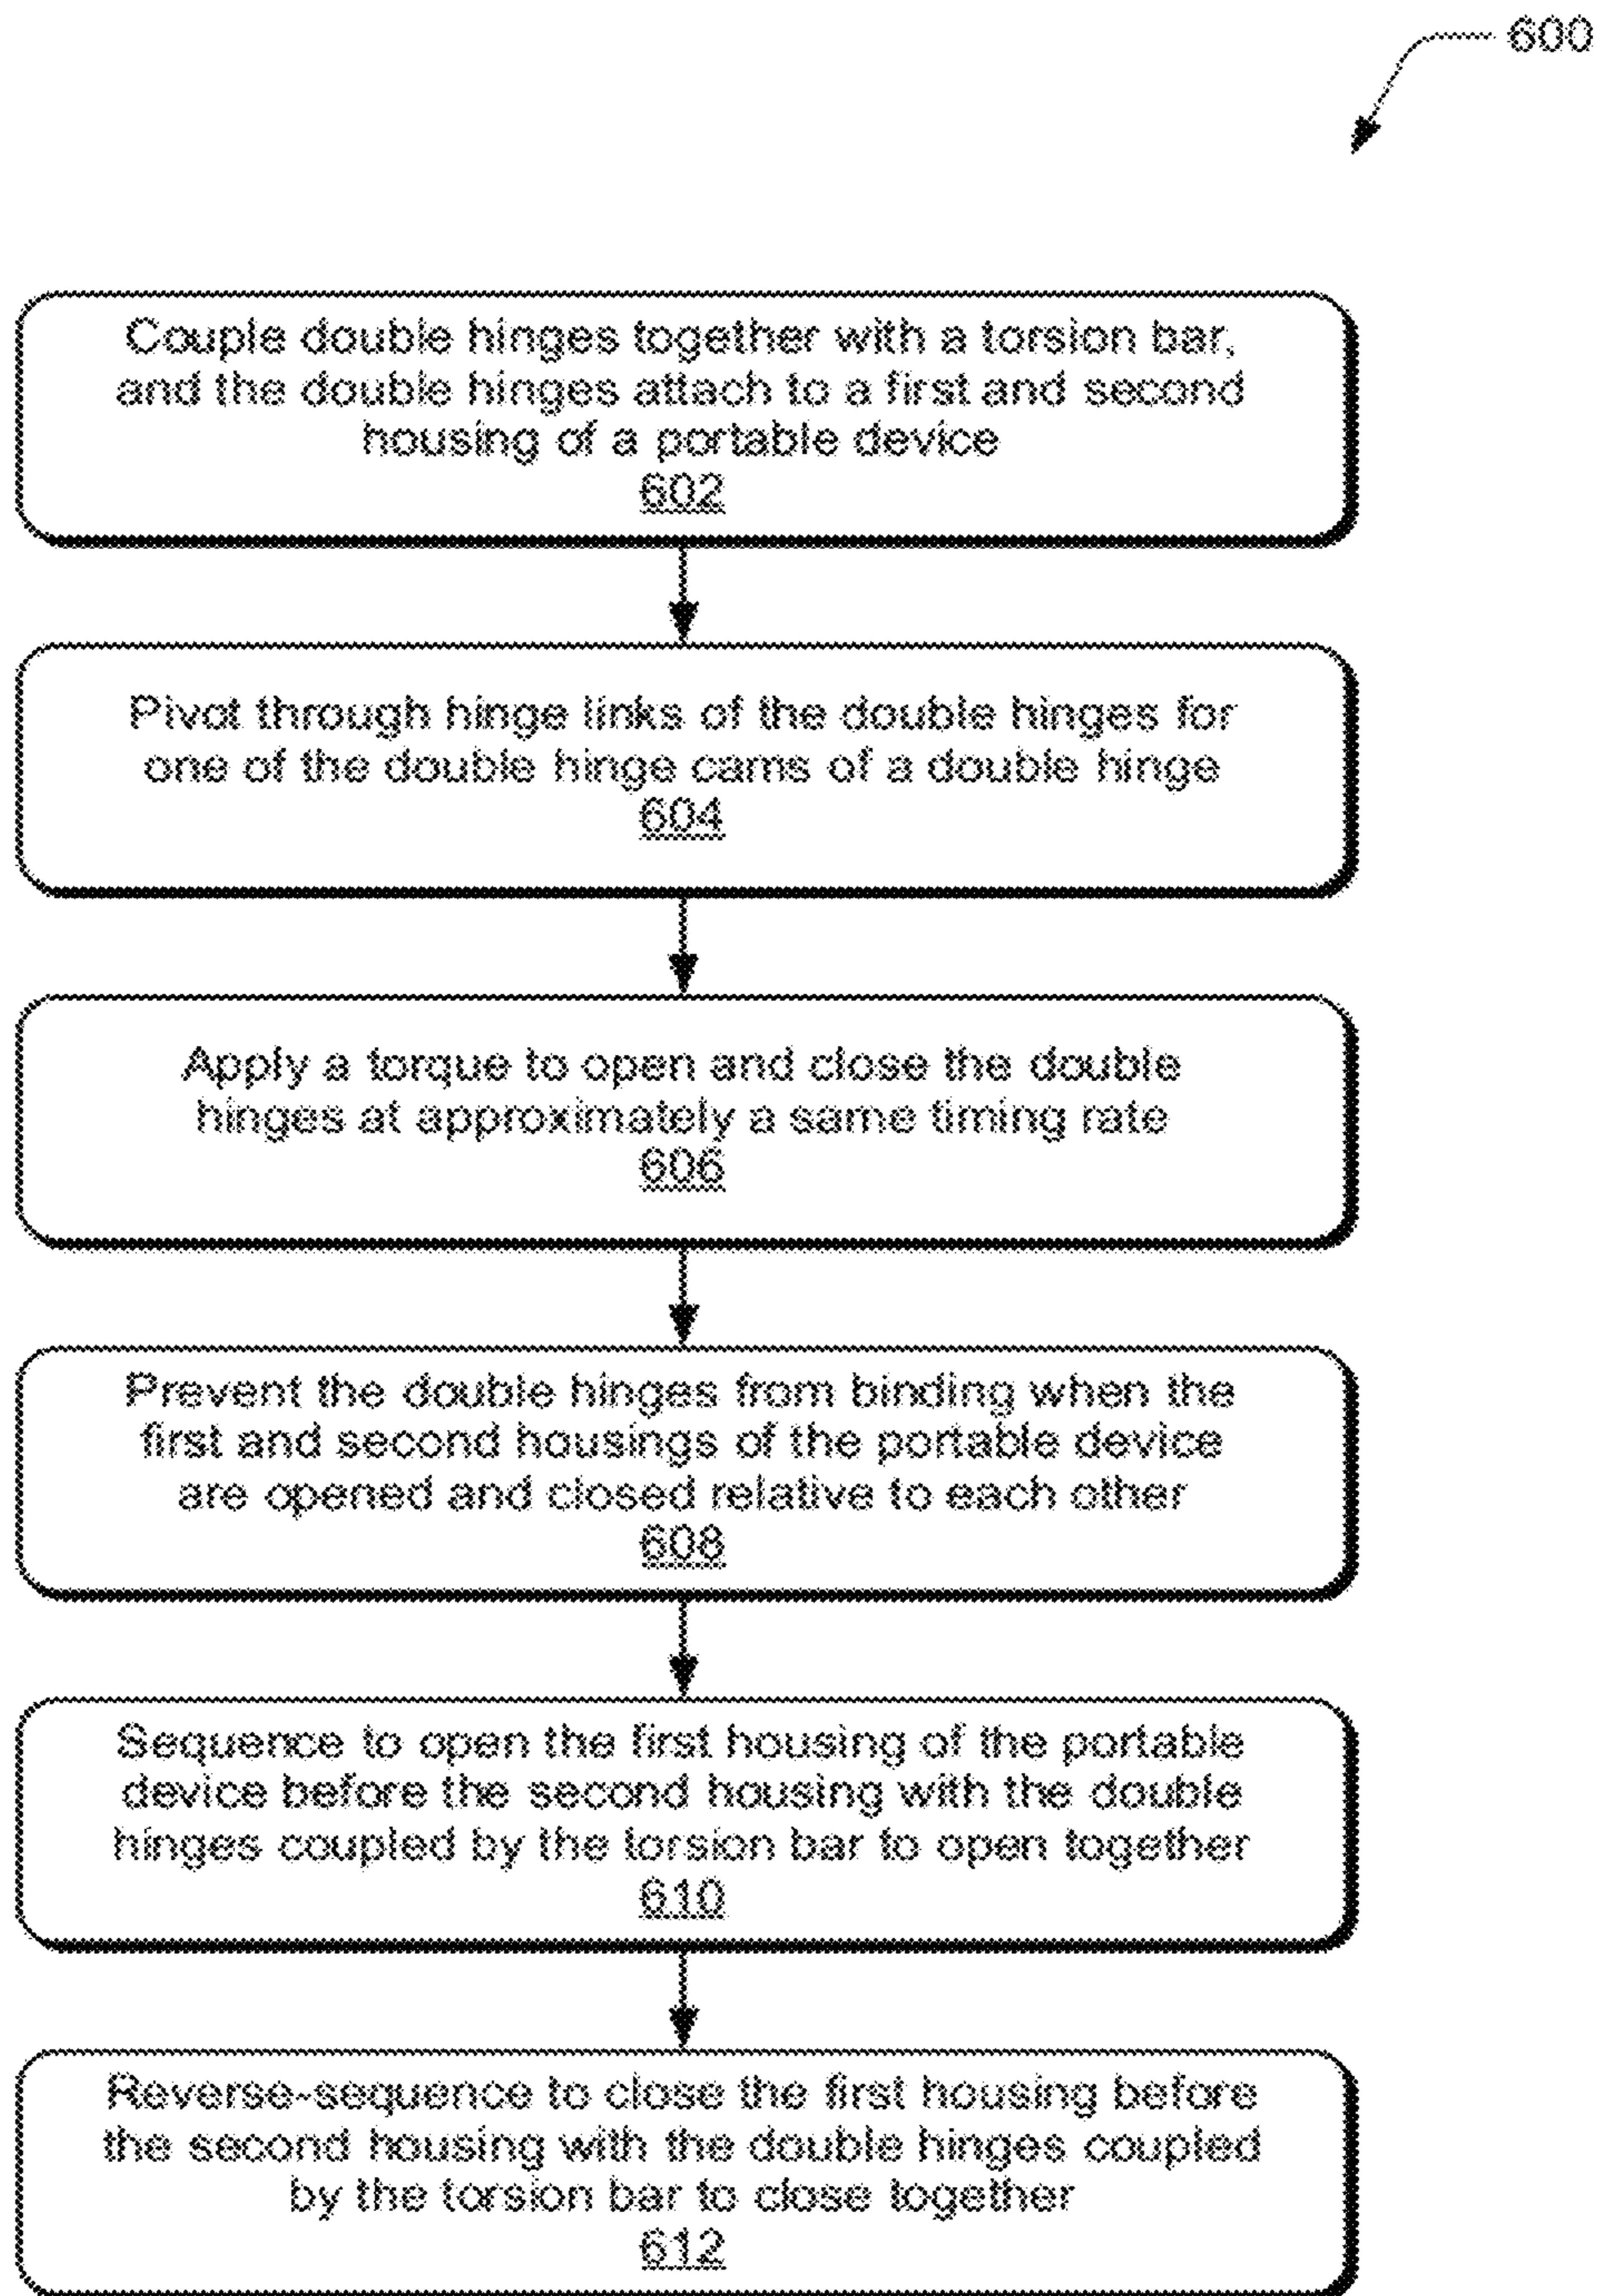 600
Couple double hinges together with a torsion bar,
and the double hinges attach to a first and second
housing of a portable device
602
Pivot through hinge links of the double hinges for
one of the double hinge cams of a double hinge
604
Apply a torque to open and close the double
hinges at approximately a same timing rate
606
Prevent the double hinges from binding when the
first and second housings of the portable device
are opened and closed relative to each other
608
Sequence to open the first housing of the portable
device before the second housing with the double
hinges coupled by the torsion bar to open together
610
Reverse-sequence to close the first housing before
the second housing with the double hinges coupled
by the torsion bar to close together
612